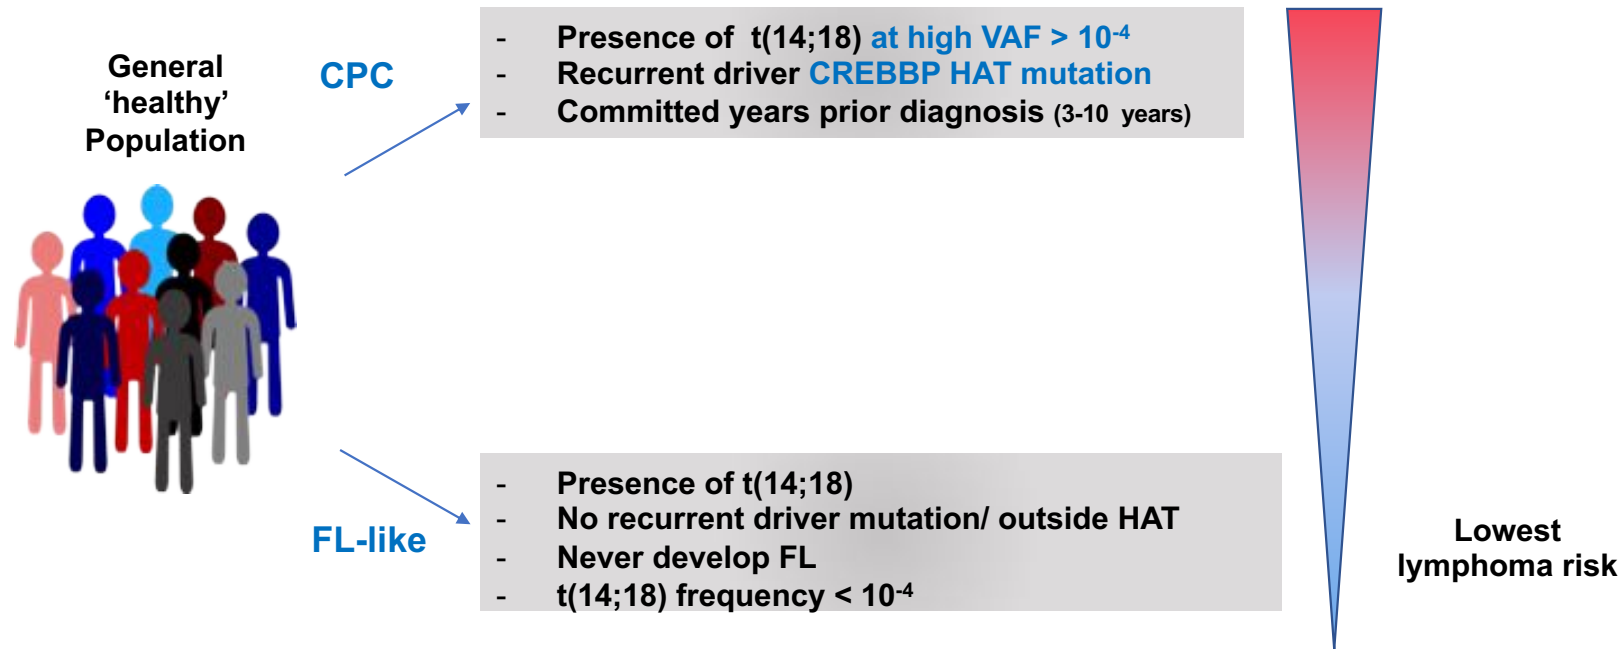 General
‘healthy’
Population
CPC
- Presence of t(14;18) at high VAF > 10⁻⁴
- Recurrent driver CREBBP HAT mutation
- Committed years prior diagnosis (3-10 years)
FL-like
- Presence of t(14;18)
- No recurrent driver mutation/ outside HAT
- Never develop FL
- t(14;18) frequency < 10⁻⁴
Lowest
lymphoma risk